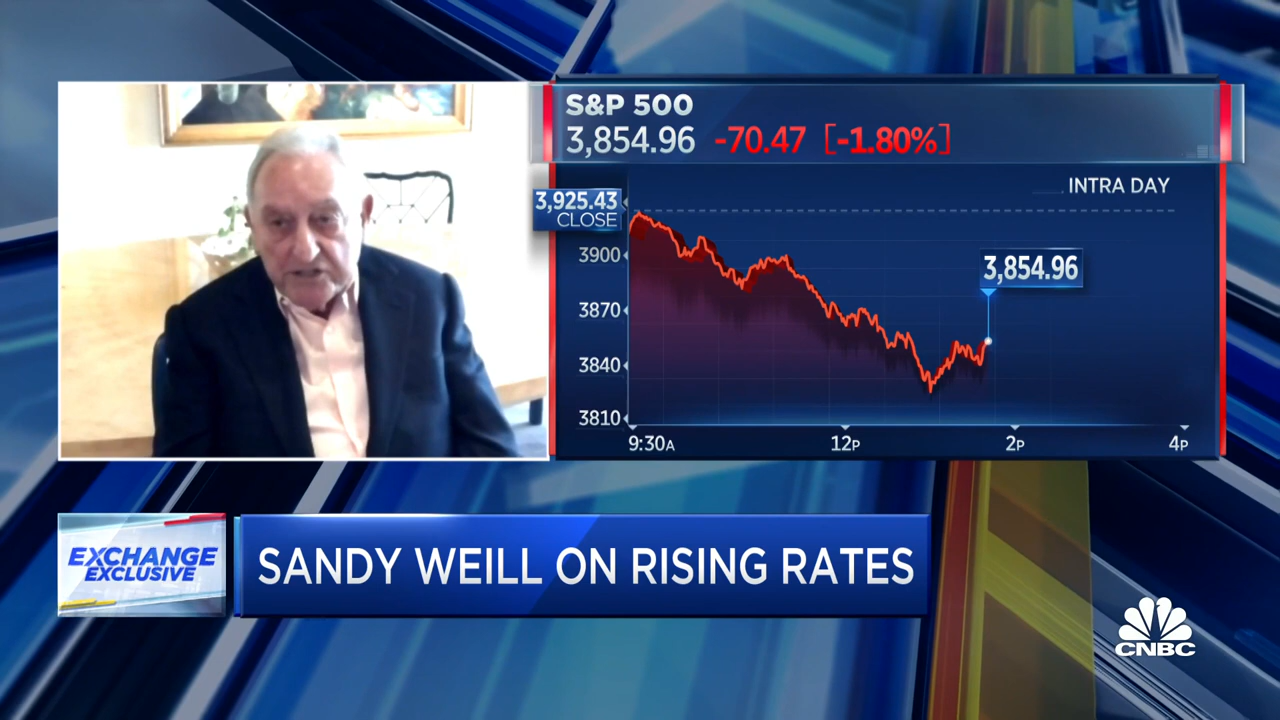 S&P 500
3,854.96 -70.47 [-1.80%]
INTRA DAY
3,925.43
CLOSE
3900
3870
3840
3810
3,854.96
9:30A
12P
2P
4P
EXCHANGE
EXCLUSIVE
SANDY WEILL ON RISING RATES
CNBC